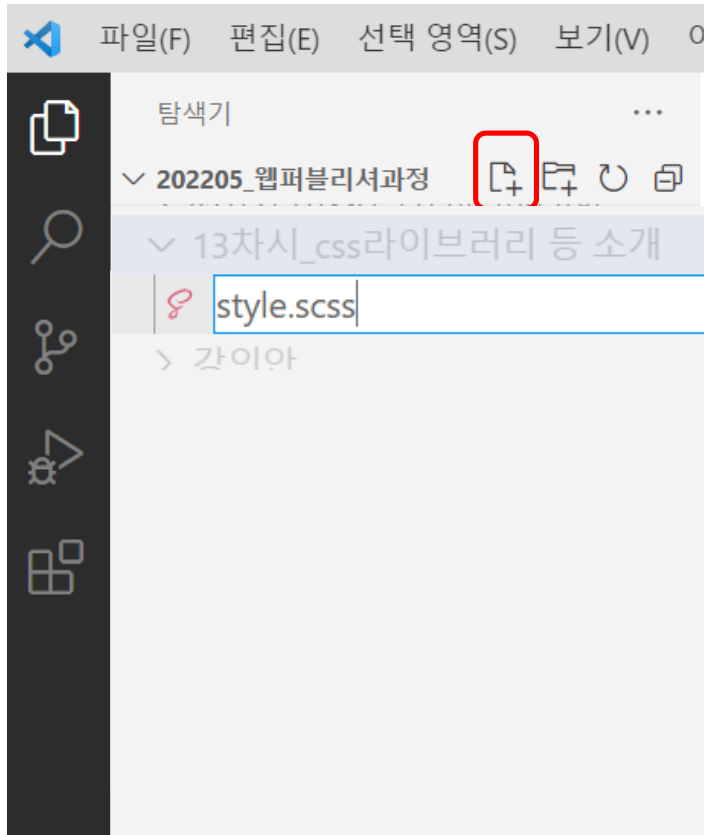 파일(F) 편집(E) 선택 영역(S) 보기(V)
탐색기 ...
202205_웹퍼블리셔과정
13차시_css라이브러리 등 소개
style.scss